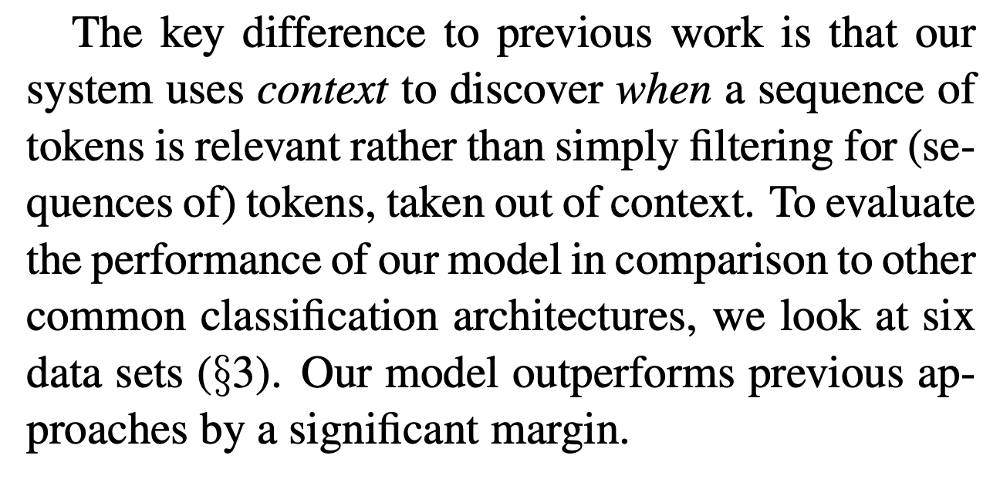 The key difference to previous work is that our
system uses context to discover when a sequence of
tokens is relevant rather than simply filtering for (se-
quences of) tokens, taken out of context. To evaluate
the performance of our model in comparison to other
common classification architectures, we look at six
data sets (§3). Our model outperforms previous ap-
proaches by a significant margin.